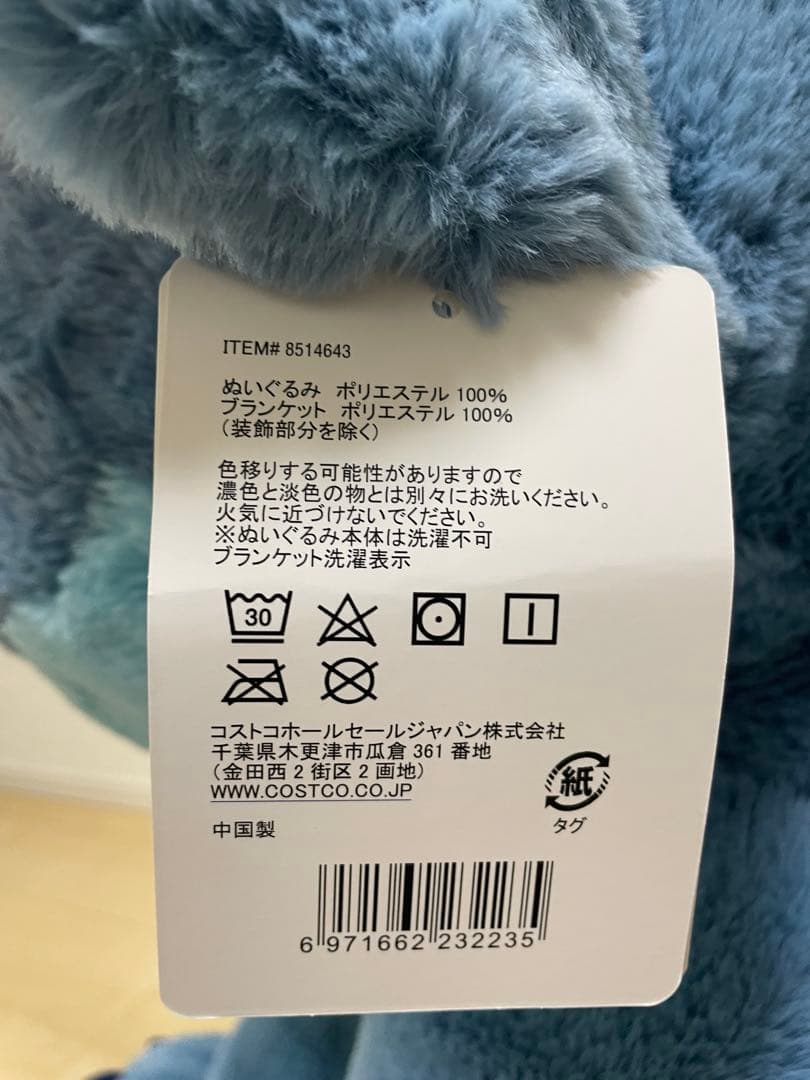 ITEM# 8514643
ぬいぐるみ ポリエステル 100%
ブランケット ポリエステル 100%
（装飾部分を除く）
色移りする可能性がありますので
濃色と淡色の物とは別々にお洗いください。
火気に近づけないでください。
※ぬいぐるみ本体は洗濯不可
ブランケット洗濯表示
30
コストコホールセールジャパン株式会社
千葉県木更津市瓜倉 361 番地
（金田西 2 街区 2 画地）
WWW.COSTCO.CO.JP
紙
タグ
中国製
6 971662 232235